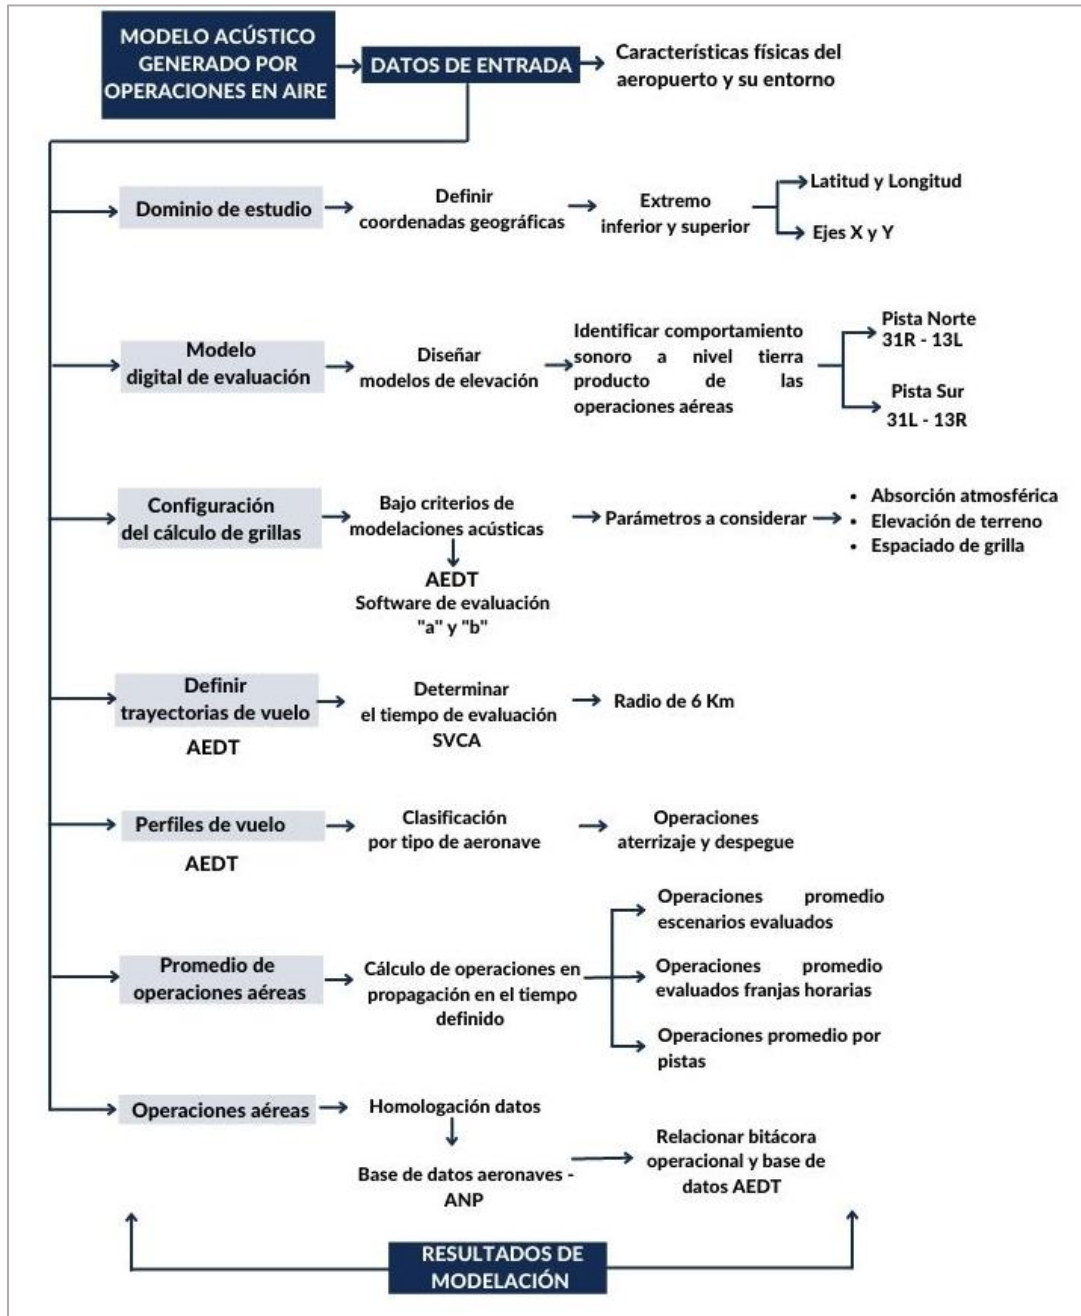 MODELO ACÚSTICO
GENERADO POR
OPERACIONES EN AIRE
DATOS DE ENTRADA
Características físicas del
aeropuerto y su entorno
Dominio de estudio
Definir
coordenadas geográficas
Extremo
inferior y superior
Latitud y Longitud
Ejes X y Y
Modelo
digital de evaluación
Diseñar
modelos de elevación
Identificar comportamiento
sonoro a nivel tierra
producto de las
operaciones aéreas
Pista Norte
31R - 13L
Pista Sur
31L - 13R
Configuración
del cálculo de grillas
Bajo criterios de
modelaciones acústicas
AEDT
Software de evaluación
"a" y "b"
Parámetros a considerar
• Absorción atmosférica
• Elevación de terreno
• Espaciado de grilla
Definir
trayectorias de vuelo
AEDT
Determinar
el tiempo de evaluación
SVCA
Radio de 6 Km
Perfiles de vuelo
AEDT
Clasificación
por tipo de aeronave
Operaciones
aterrizaje y despegue
Promedio de
operaciones aéreas
Cálculo de operaciones en
propagación en el tiempo
definido
Operaciones promedio
escenarios evaluados
Operaciones promedio
evaluados franjas horarias
Operaciones promedio por
pistas
Operaciones aéreas
Homologación datos
Base de datos aeronaves -
ANP
Relacionar bitácora
operacional y base de
datos AEDT
RESULTADOS DE
MODELACIÓN